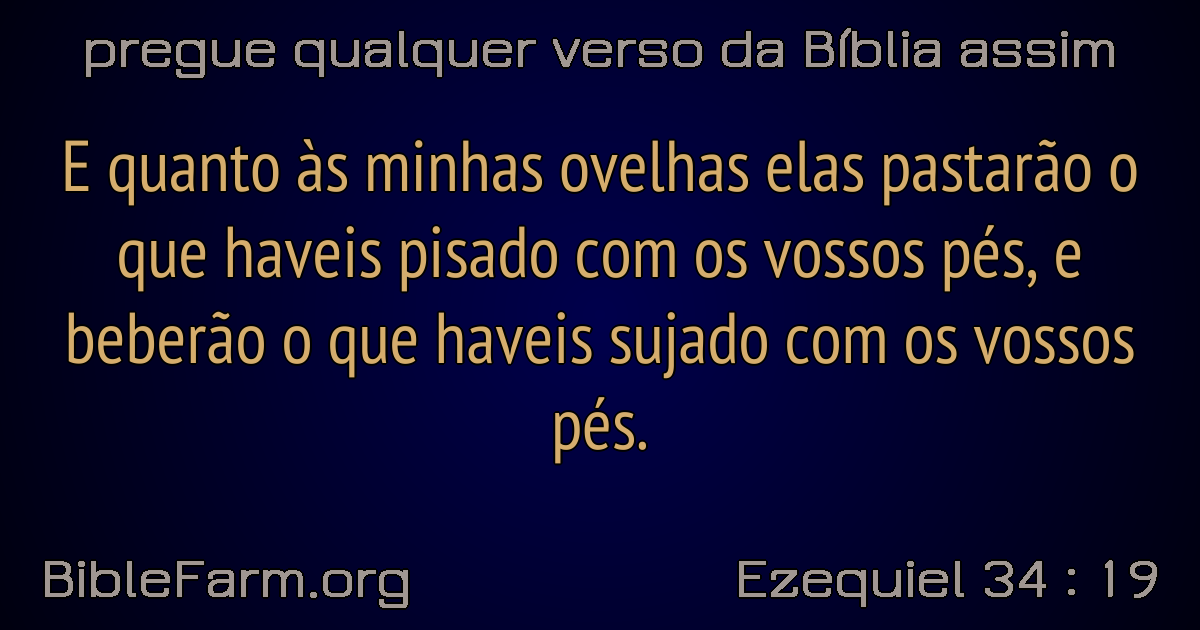 pregue qualquer verso da Bíblia assim
E quanto às minhas ovelhas elas pastarão o
que haveis pisado com os vossos pés, e
beberão o que haveis sujado com os vossos
pés.
BibleFarm.org
Ezequiel 34 : 19